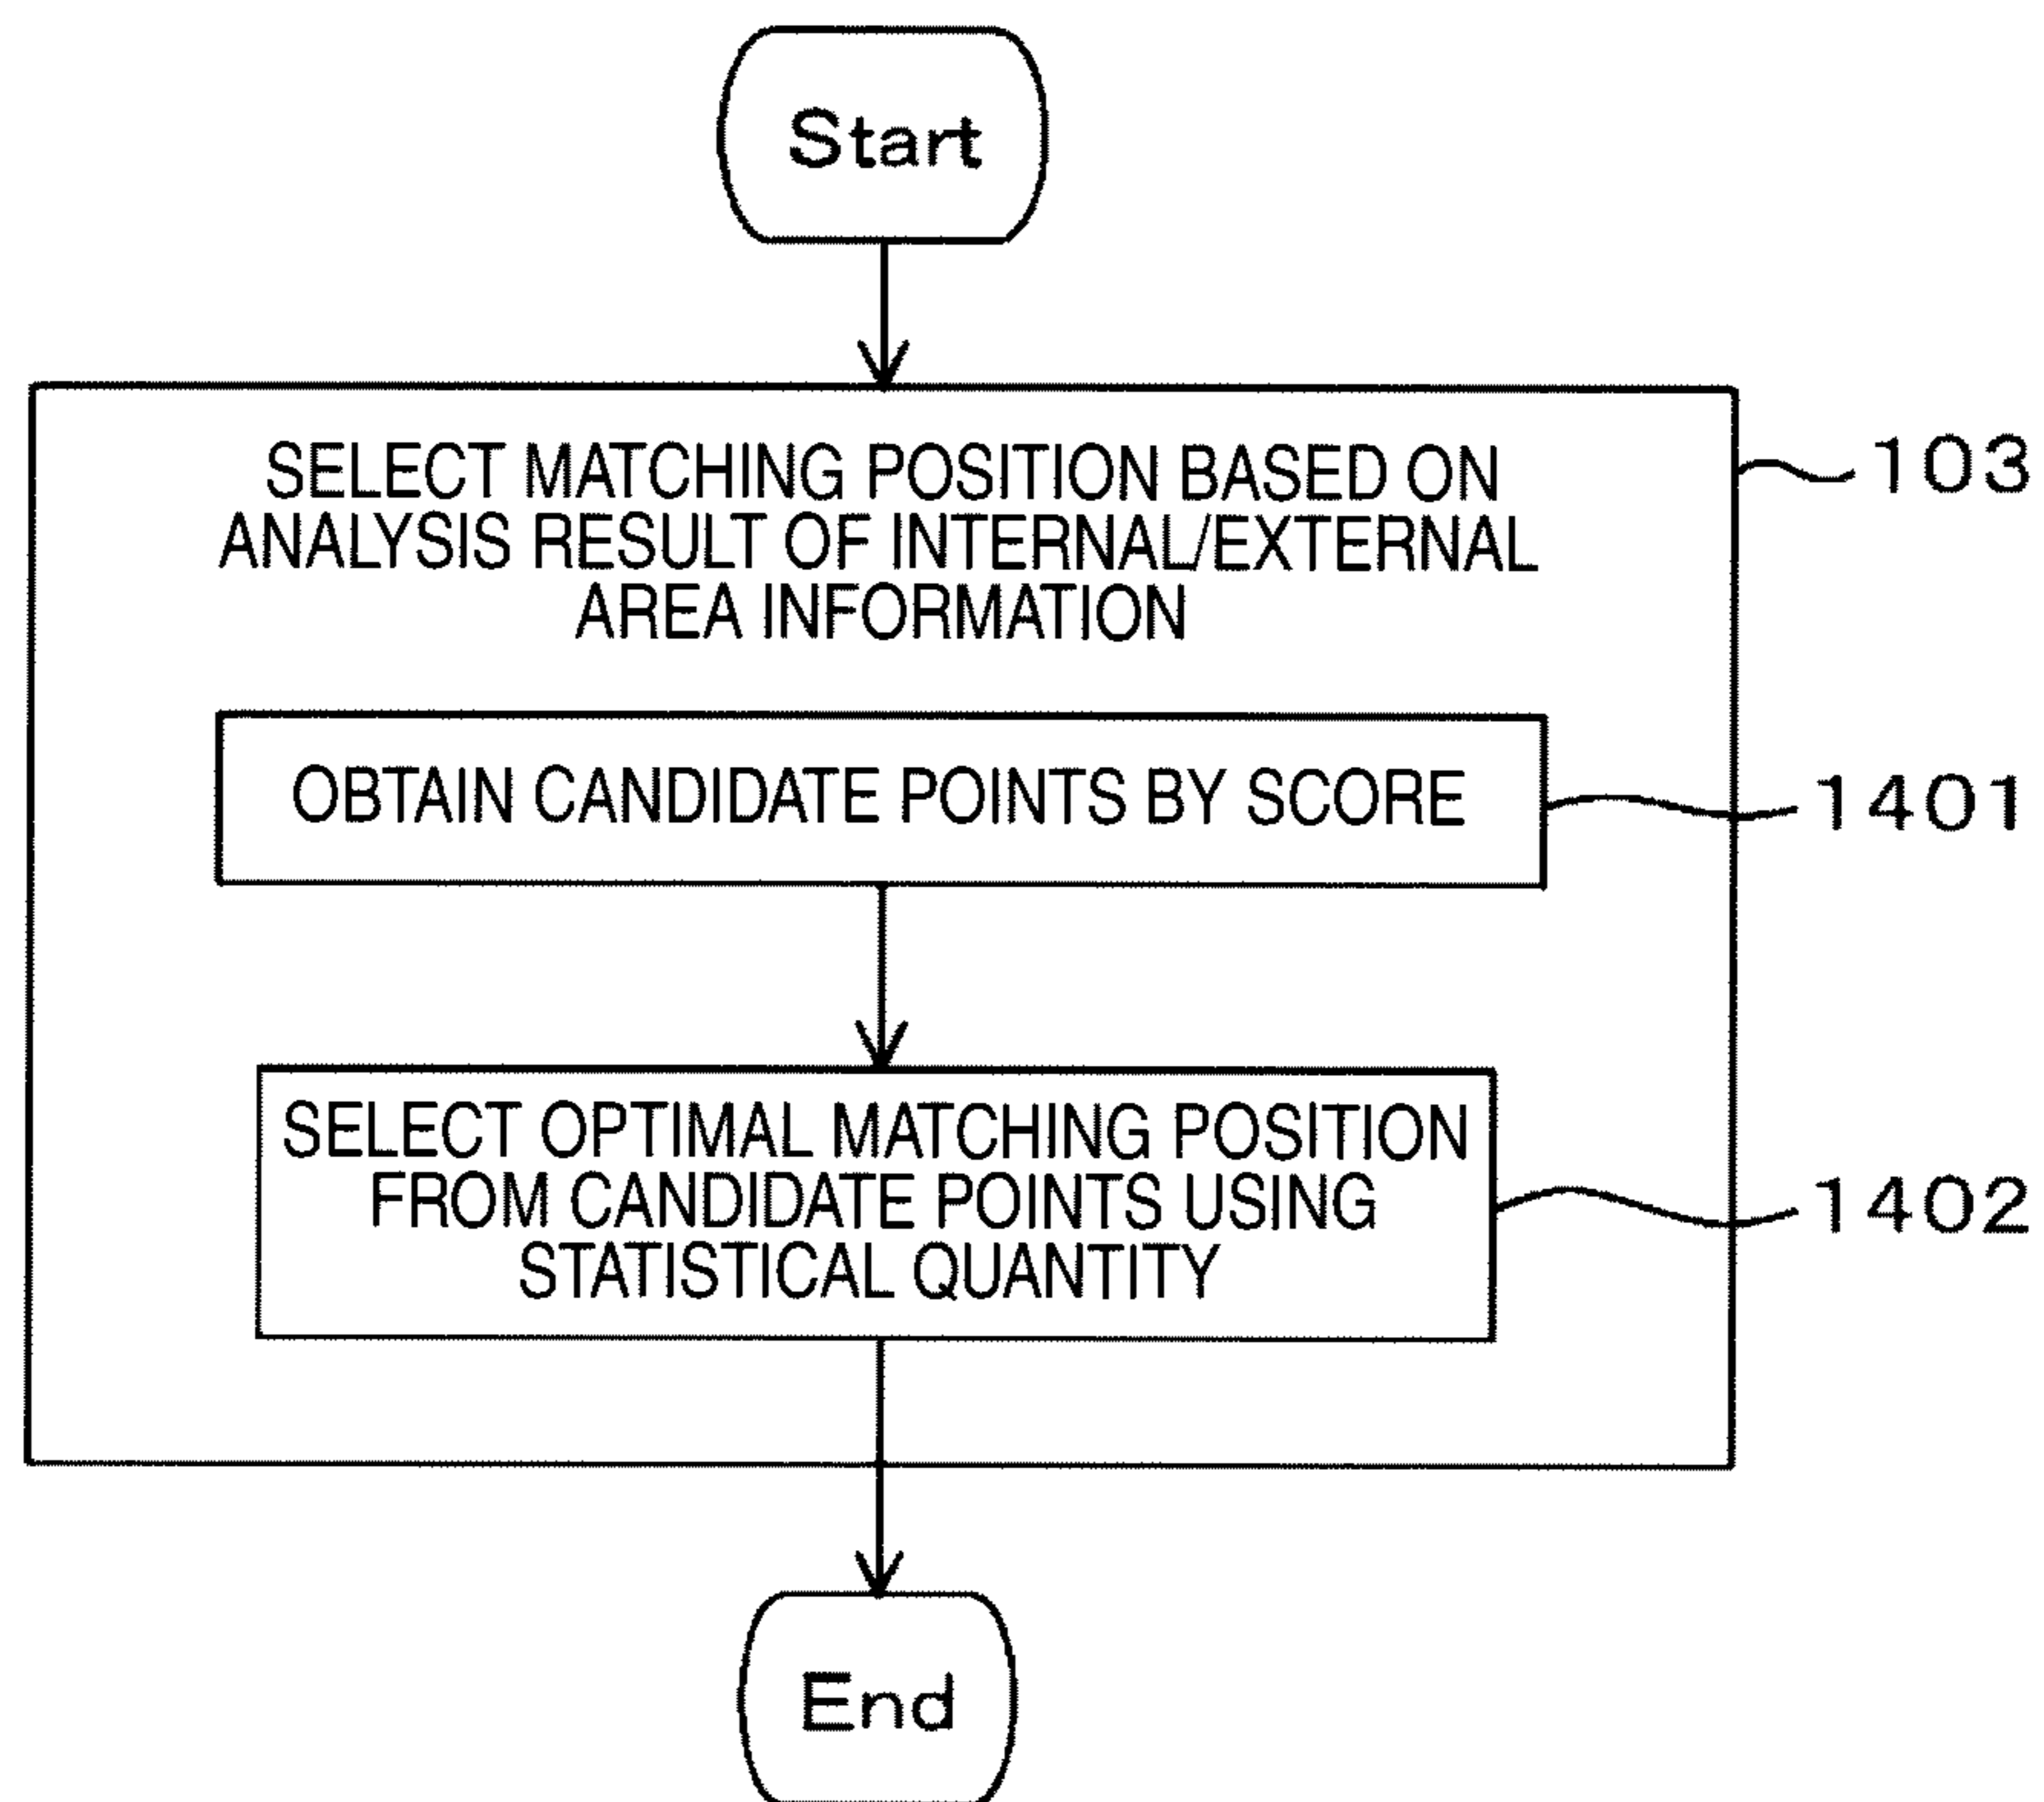 Start
SELECT MATCHING POSITION BASED ON
ANALYSIS RESULT OF INTERNAL/EXTERNAL
AREA INFORMATION
103
OBTAIN CANDIDATE POINTS BY SCORE
1401
SELECT OPTIMAL MATCHING POSITION
FROM CANDIDATE POINTS USING
STATISTICAL QUANTITY
1402
End